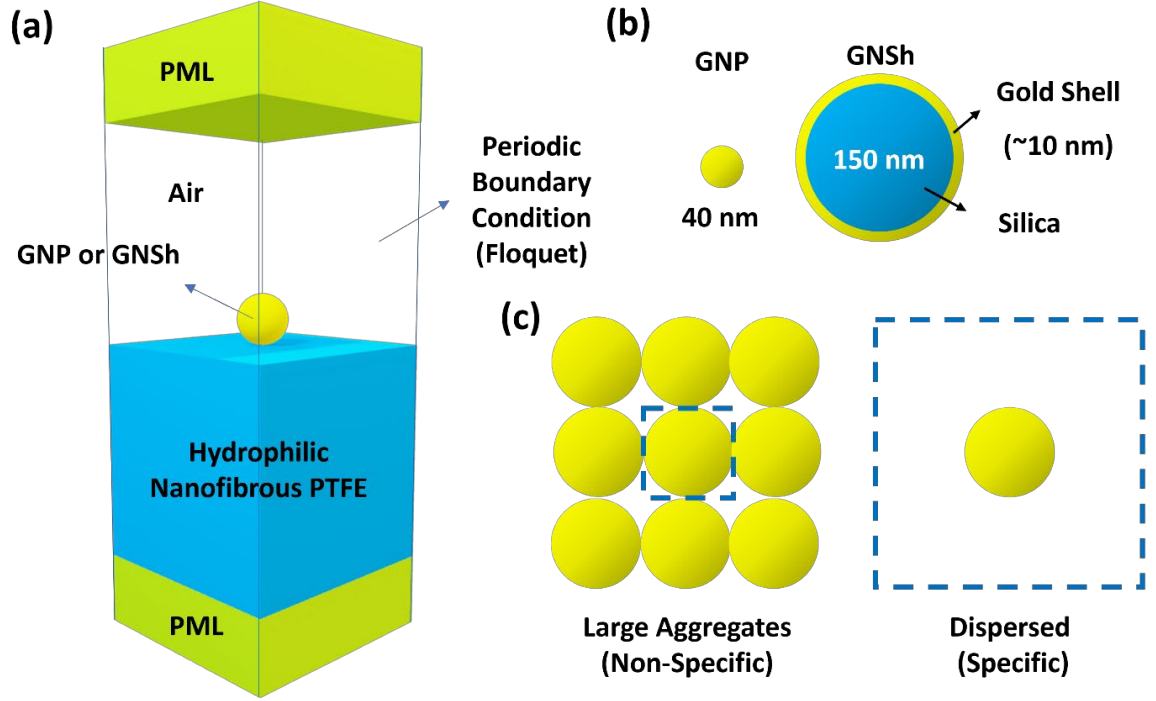 (a)
PML
Air
GNP or GNSh
Periodic
Boundary
Condition
(Floquet)
Hydrophilic
Nanofibrous PTFE
PML
(b)
GNP
40 nm
GNSh
150 nm
Gold Shell
(~10 nm)
Silica
(c)
Large Aggregates
(Non-Specific)
Dispersed
(Specific)